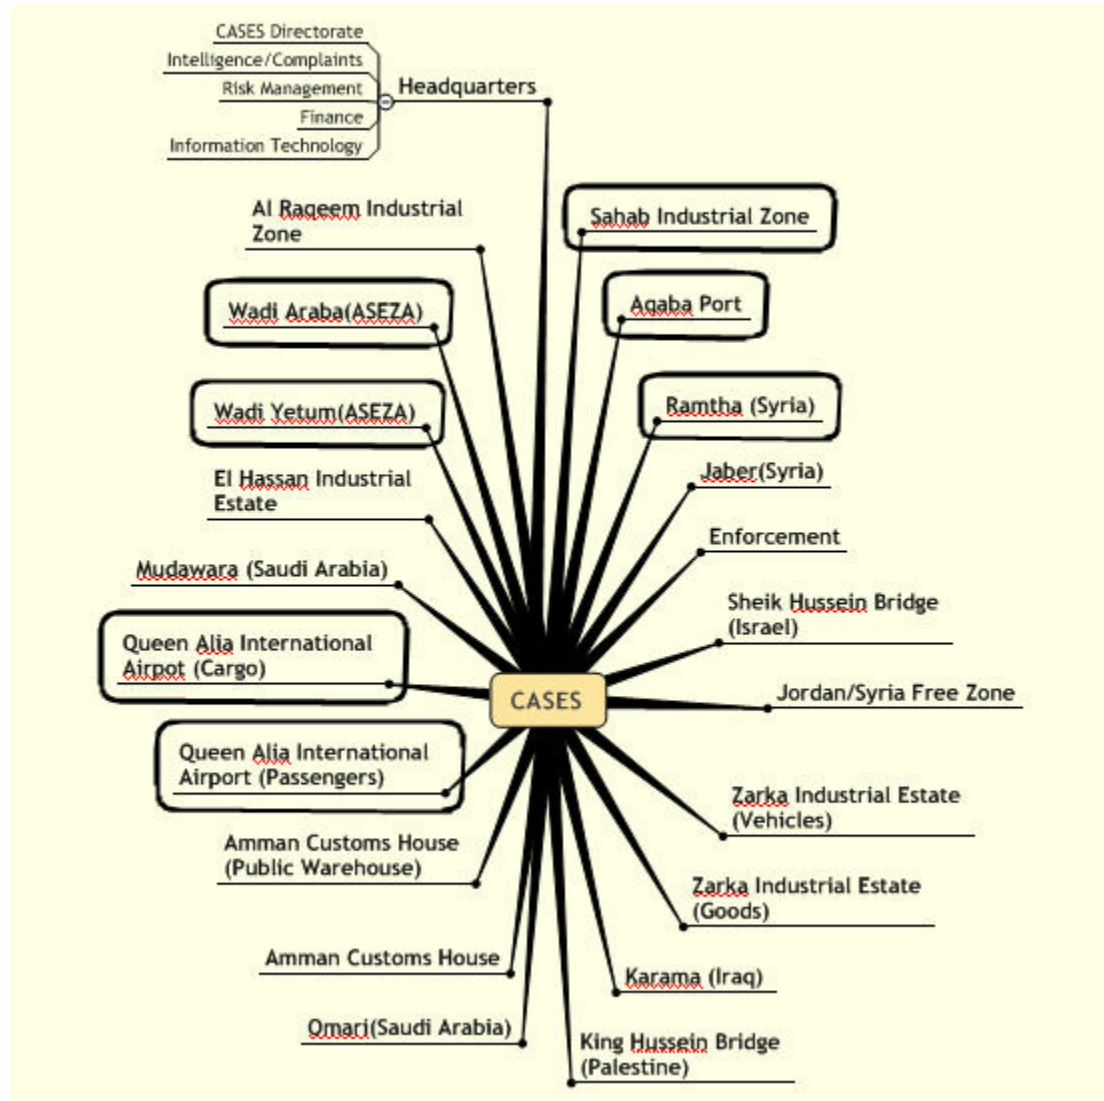 CASES Directorate
Intelligence/Complaints
Risk Management
Finance
Information Technology
Headquarters
Al Raqeem Industrial
Zone
Wadi Araba(ASEZA)
Wadi Yetum(ASEZA)
El Hassan Industrial
Estate
Mudawara (Saudi Arabia)
Queen Alia International
Airpot (Cargo)
Queen Alia International
Airport (Passengers)
Amman Customs House
(Public Warehouse)
Amman Customs House
Omari(Saudi Arabia)
CASES
Sahab Industrial Zone
Aqaba Port
Ramtha (Syria)
Jaber(Syria)
Enforcement
Sheik Hussein Bridge
(Israel)
Jordan/Syria Free Zone
Zarka Industrial Estate
(Vehicles)
Zarka Industrial Estate
(Goods)
Karama (Iraq)
King Hussein Bridge
(Palestine)